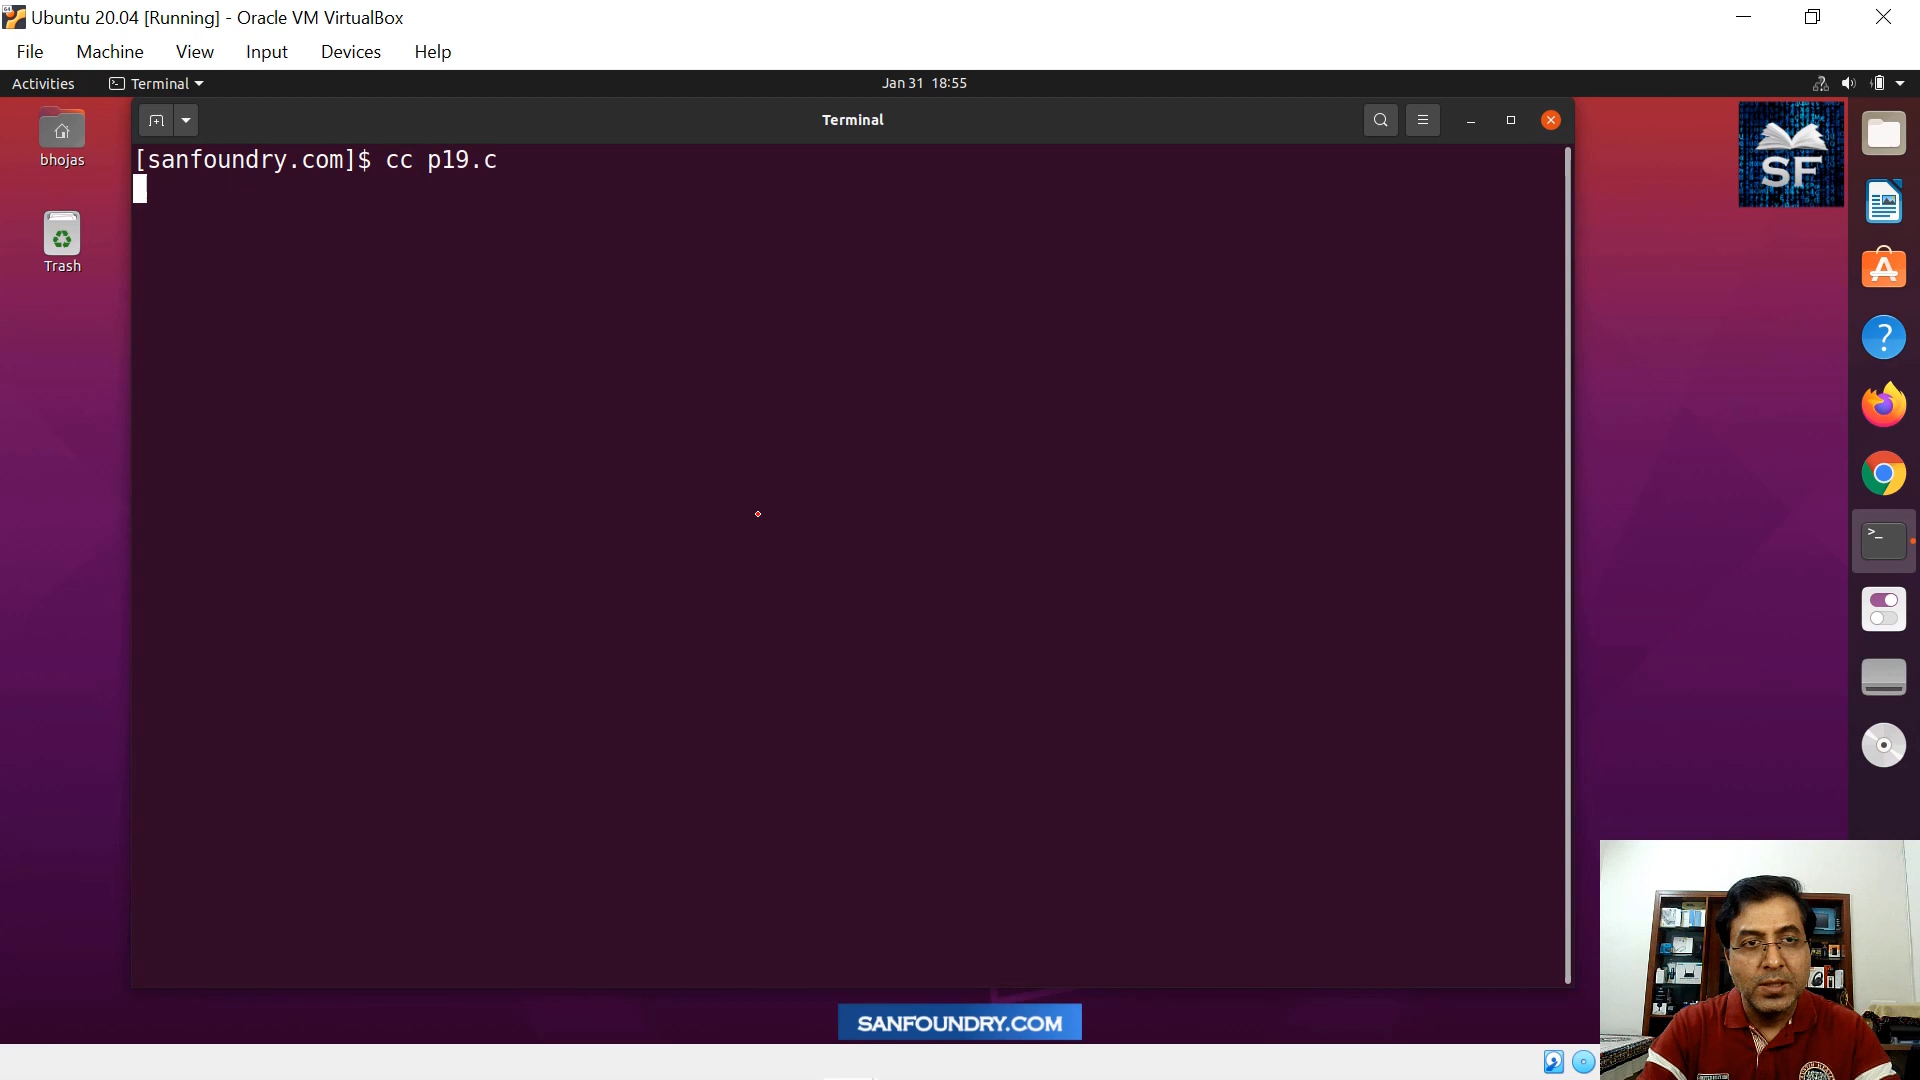 Ubuntu 20.04 [Running] - Oracle VM VirtualBox
File Machine View Input Devices Help
Activities Terminal Jan 31 18:55
bhojas
Trash
Terminal
[sanfoundry.com]$ cc p19.c
SF
SANFOUNDRY.COM